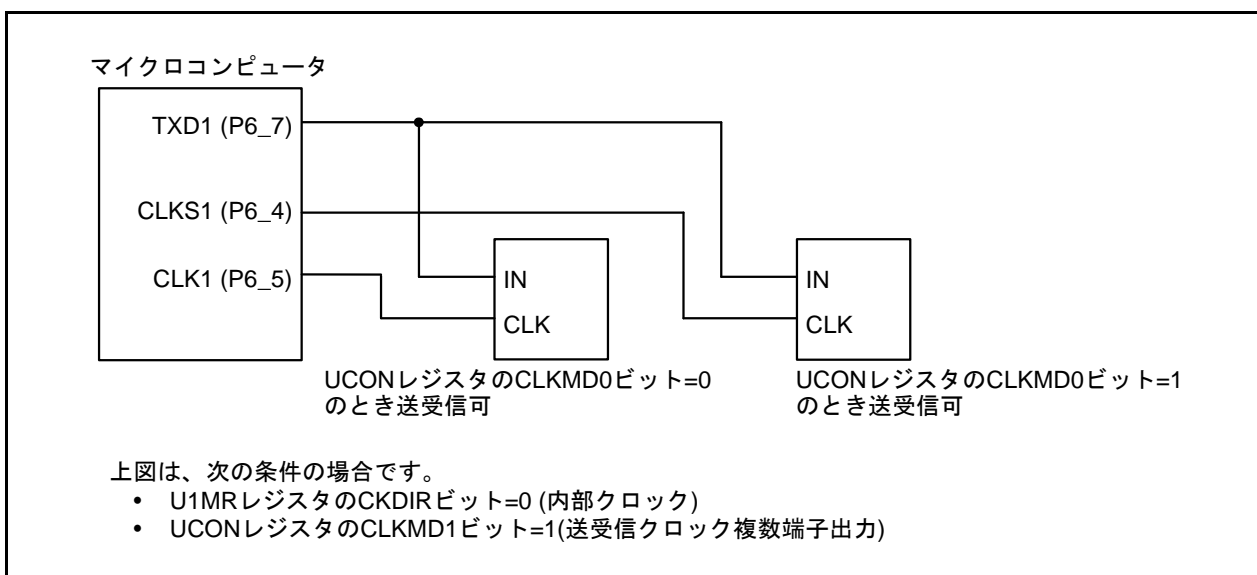 マイクロコンピュータ
TXD1 (P6_7)
CLKS1 (P6_4)
CLK1 (P6_5)
IN
CLK
IN
CLK
UCONレジスタのCLKMD0ビット=0
のとき送受信可
UCONレジスタのCLKMD0ビット=1
のとき送受信可
上図は、次の条件の場合です。
• U1MRレジスタのCKDIRビット=0 (内部クロック)
• UCONレジスタのCLKMD1ビット=1(送受信クロック複数端子出力)